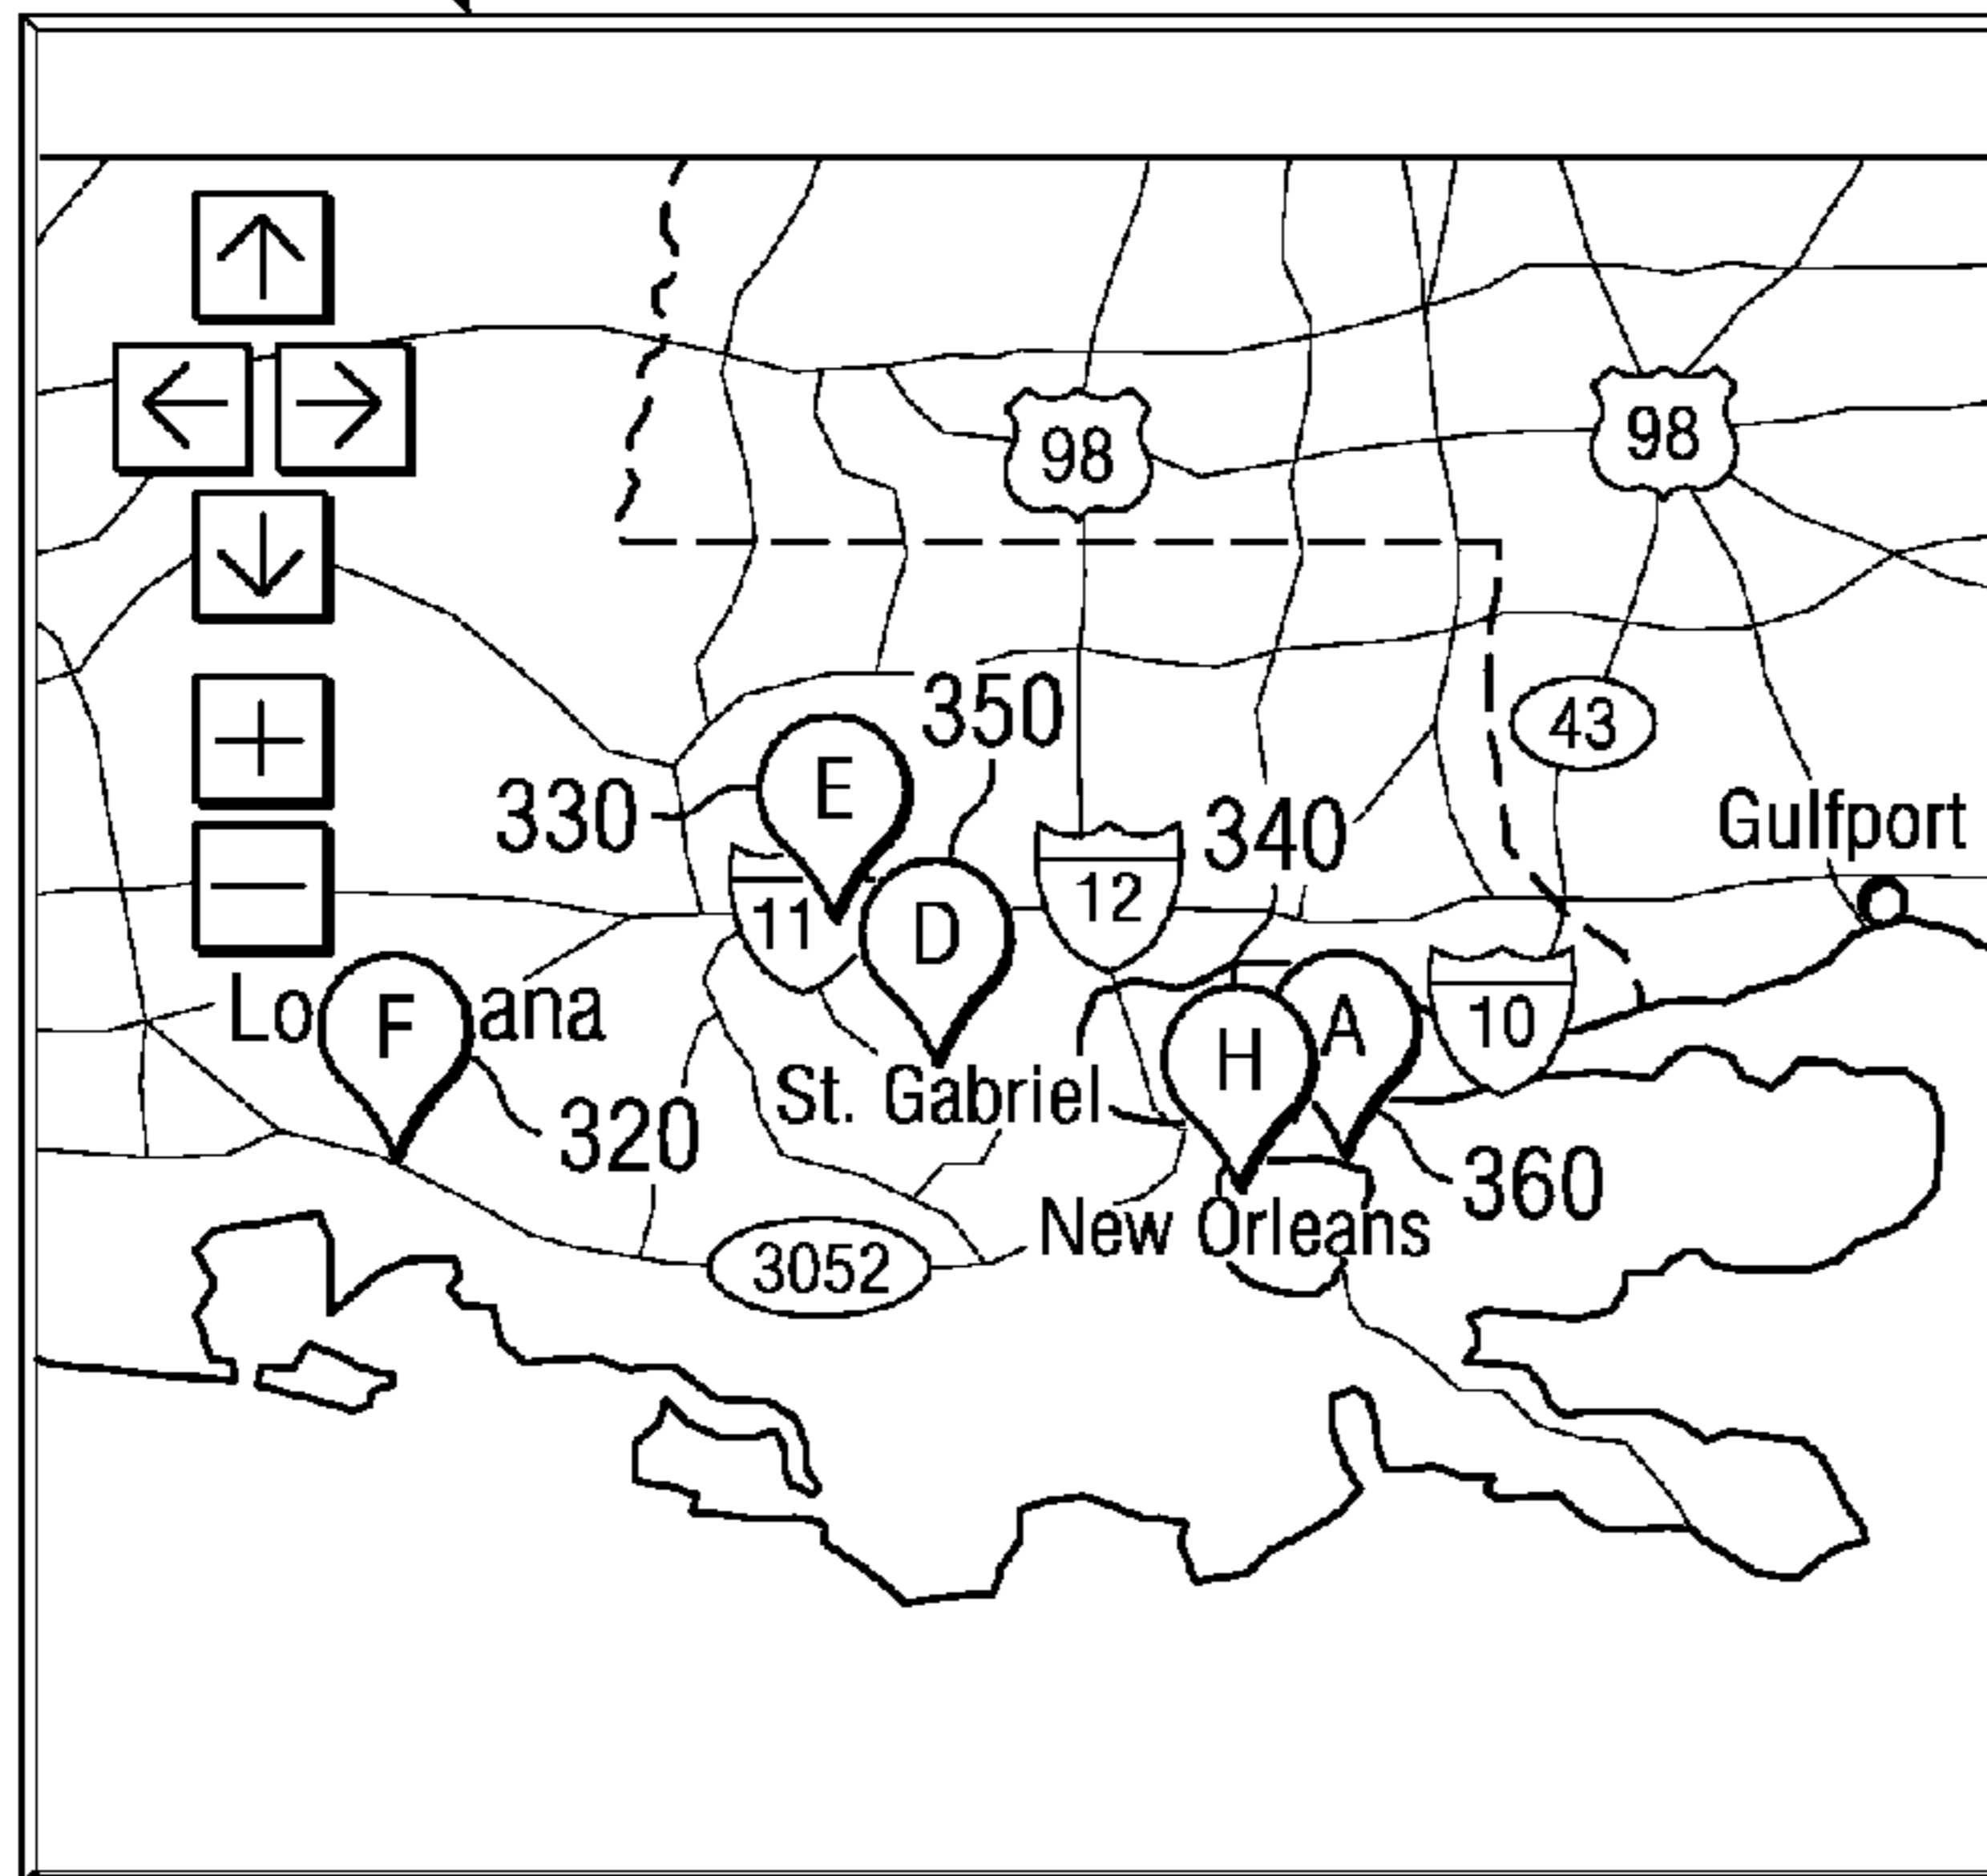 98
98
350
43
E
330
Gulfport
340
12
11
D
Lo
F
ana
A
10
H
St. Gabriel
320
360
New Orleans
3052